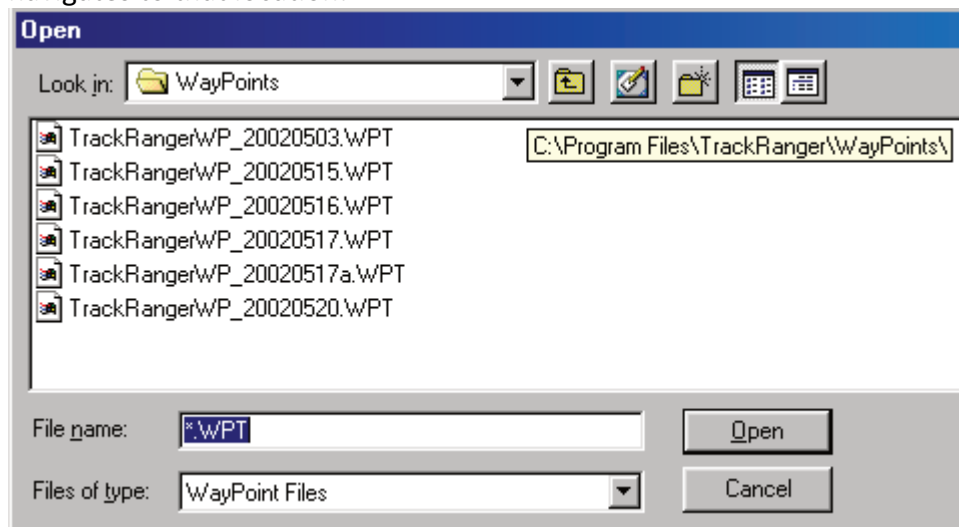 Open
Look in: WayPoints
TrackRangerWP_20020503.WPT
C:\Program Files\TrackRanger\WayPoints\
TrackRangerWP_20020515.WPT
TrackRangerWP_20020516.WPT
TrackRangerWP_20020517.WPT
TrackRangerWP_20020517a.WPT
TrackRangerWP_20020520.WPT
File name: *.WPT Open
Files of type: WayPoint Files Cancel